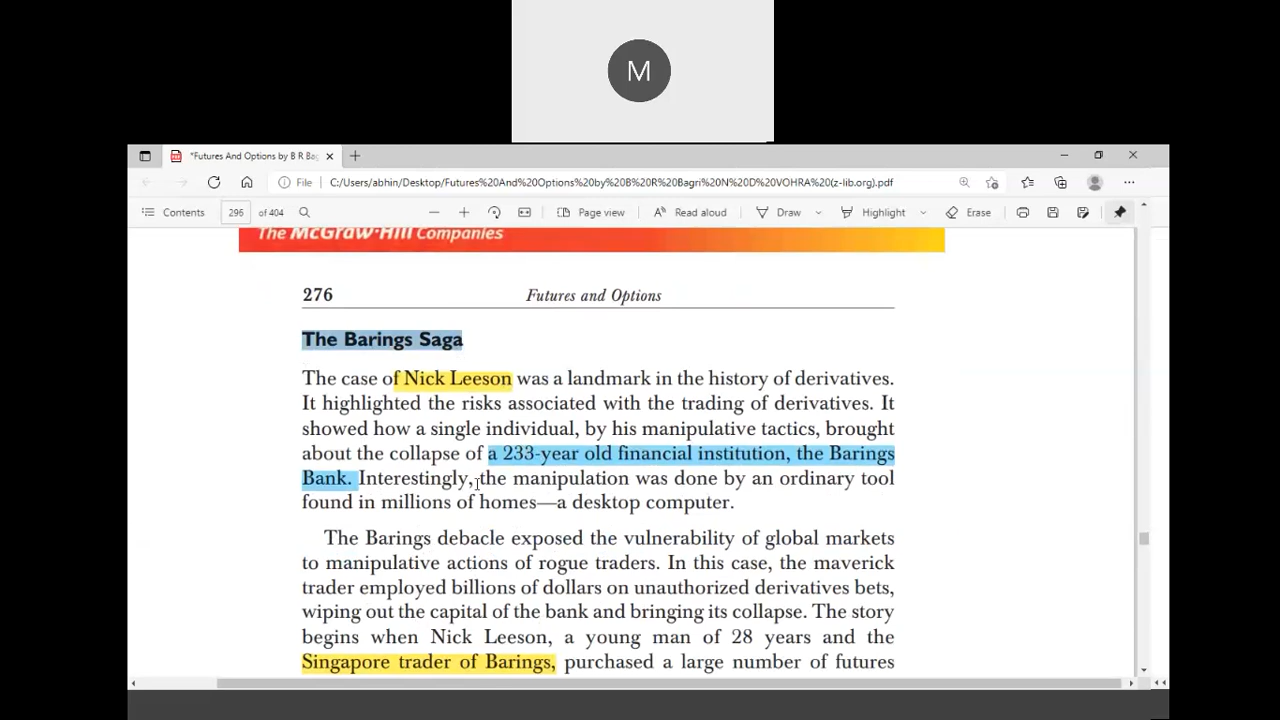 M
*Futures And Options by B R Bag
File C:/Users/abhin/Desktop/Futures%20And%20Options%20by%20B%20R%20Bagri%20N%20D%20VOHRA%20(z-lib.org).pdf
Contents 296 of 404 Page view Read aloud Draw Highlight Erase
The McGraw·Hill Companies
276 Futures and Options
The Barings Saga
The case of Nick Leeson was a landmark in the history of derivatives.
It highlighted the risks associated with the trading of derivatives. It
showed how a single individual, by his manipulative tactics, brought
about the collapse of a 233-year old financial institution, the Barings
Bank. Interestingly, the manipulation was done by an ordinary tool
found in millions of homes—a desktop computer.
The Barings debacle exposed the vulnerability of global markets
to manipulative actions of rogue traders. In this case, the maverick
trader employed billions of dollars on unauthorized derivatives bets,
wiping out the capital of the bank and bringing its collapse. The story
begins when Nick Leeson, a young man of 28 years and the
Singapore trader of Barings, purchased a large number of futures